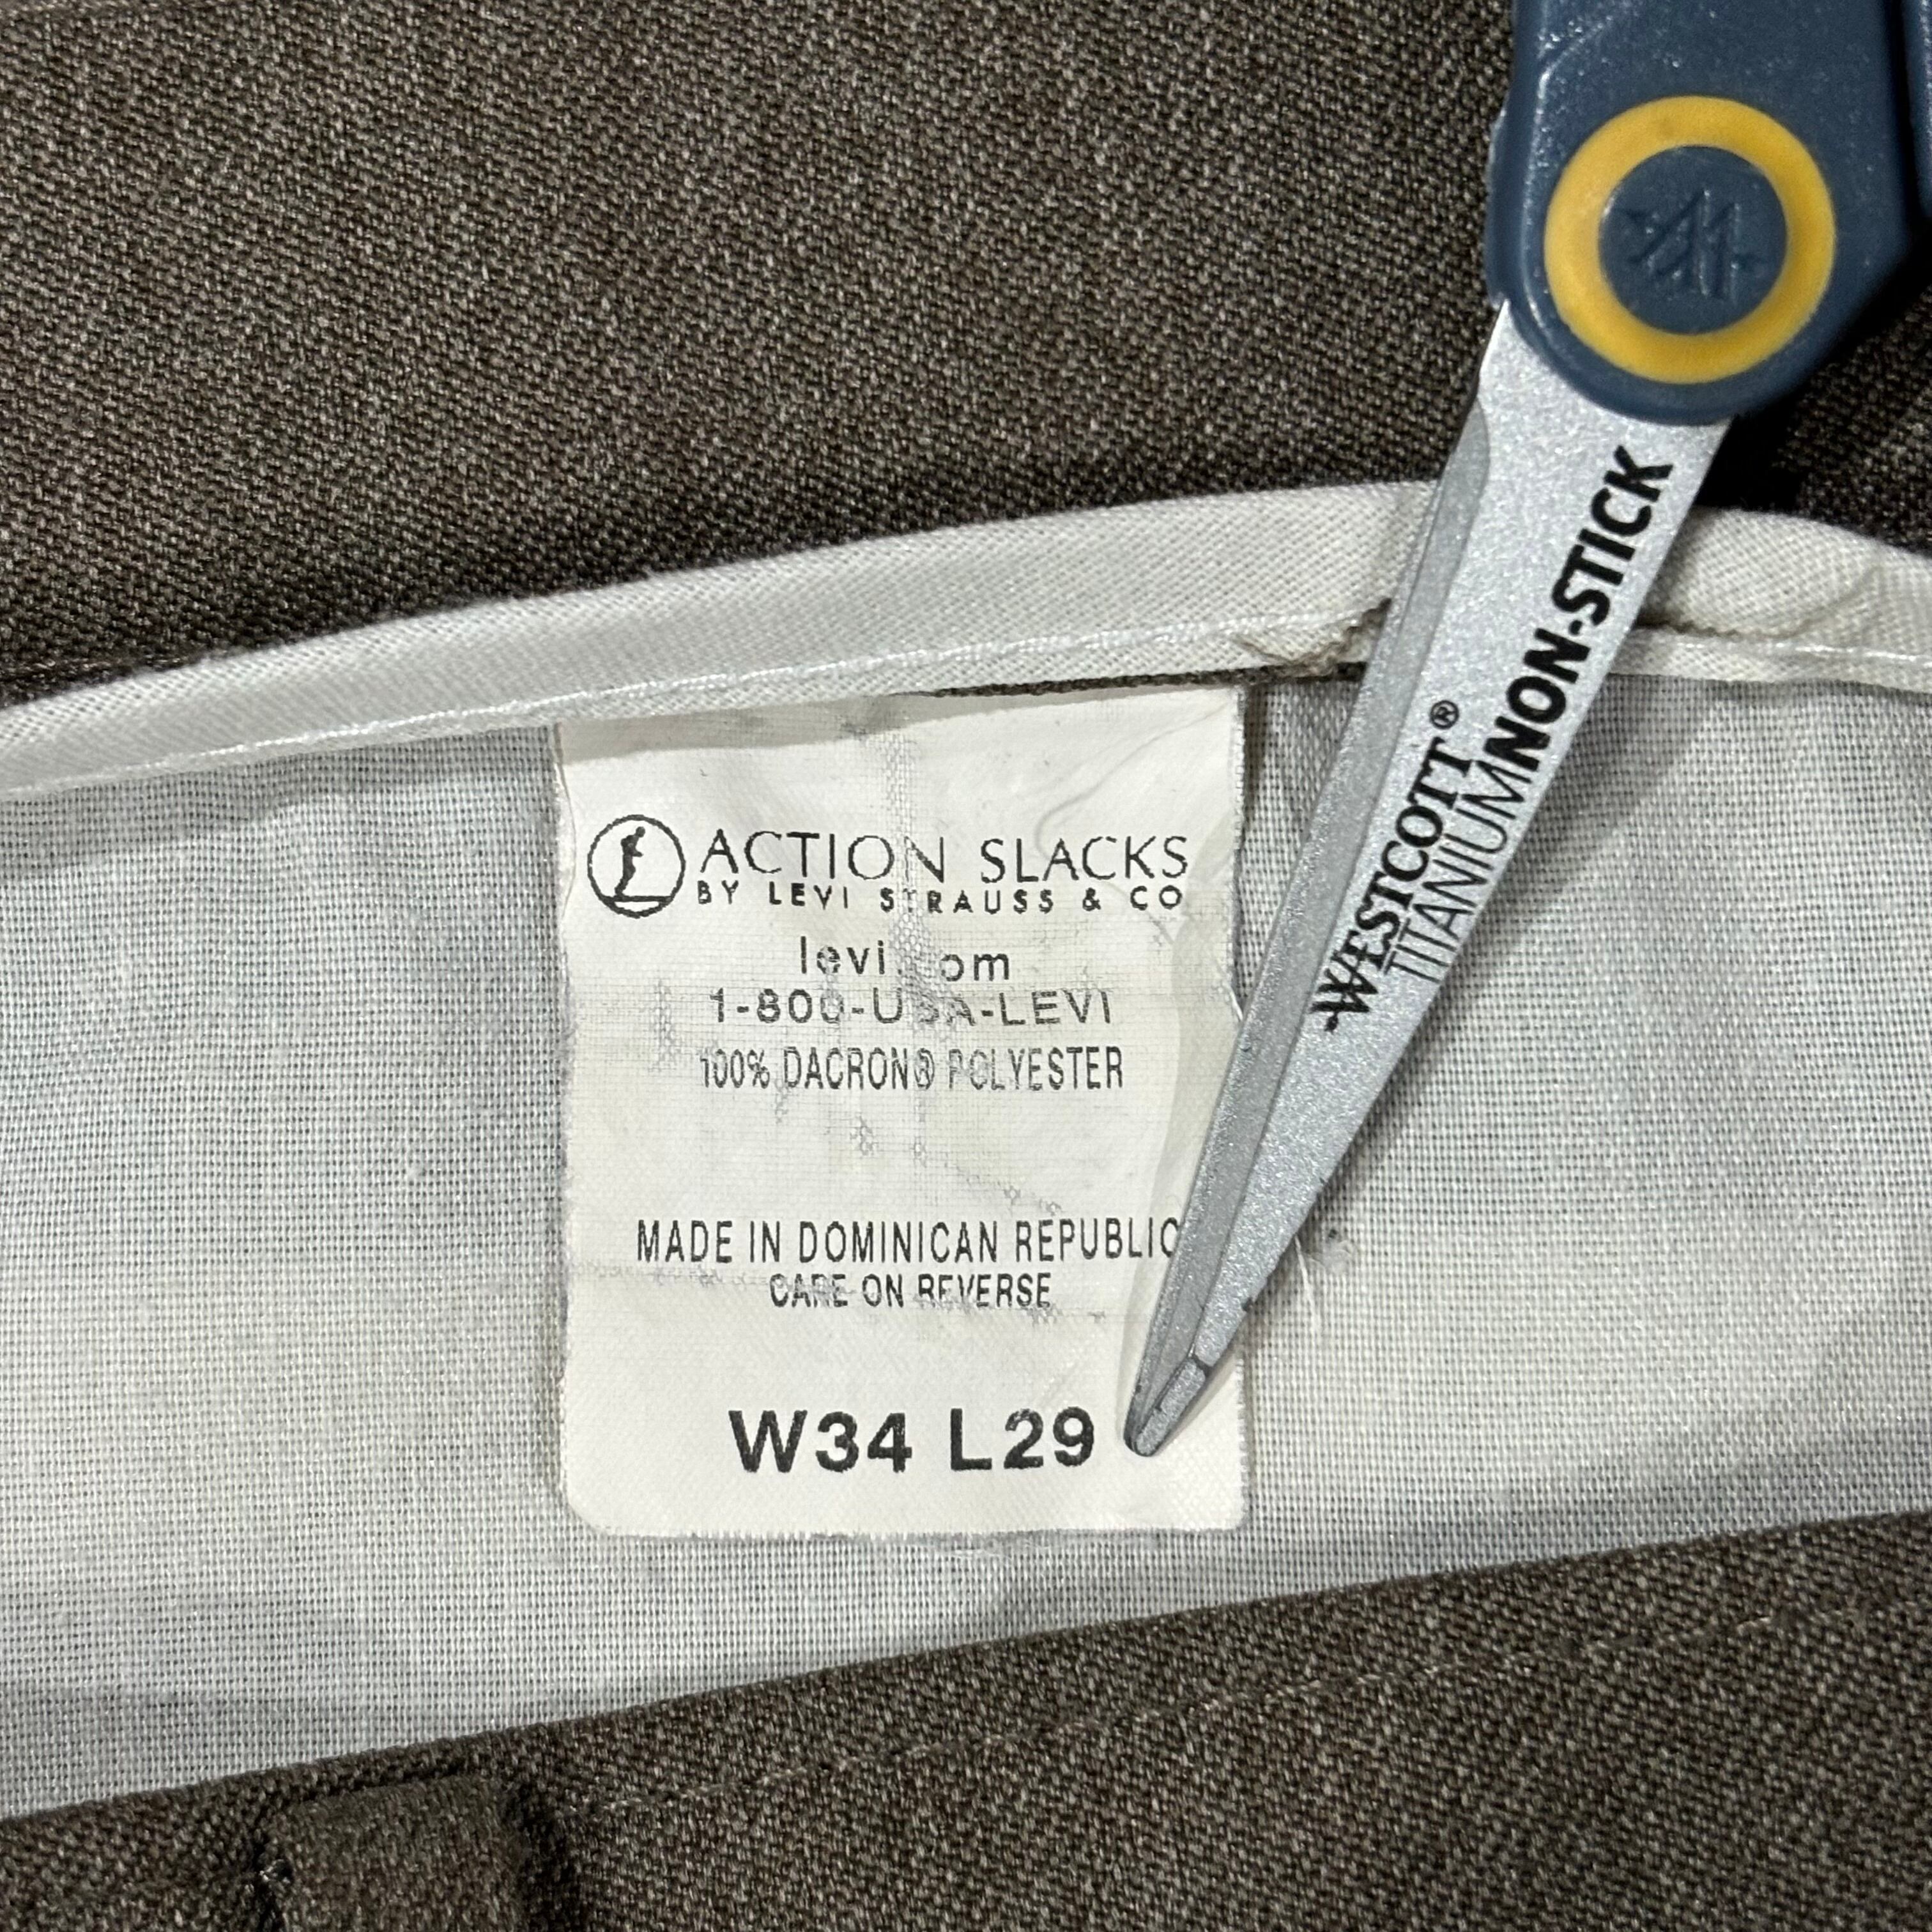 ACTION SLACKS
BY LEVI STRAUSS & CO
levi.com
1-800-USA-LEVI
100% DACRON® POLYESTER
MADE IN DOMINICAN REPUBLIC
CARE ON REVERSE
W34 L29
WESTCOTT®
TITANIUM NON-STICK